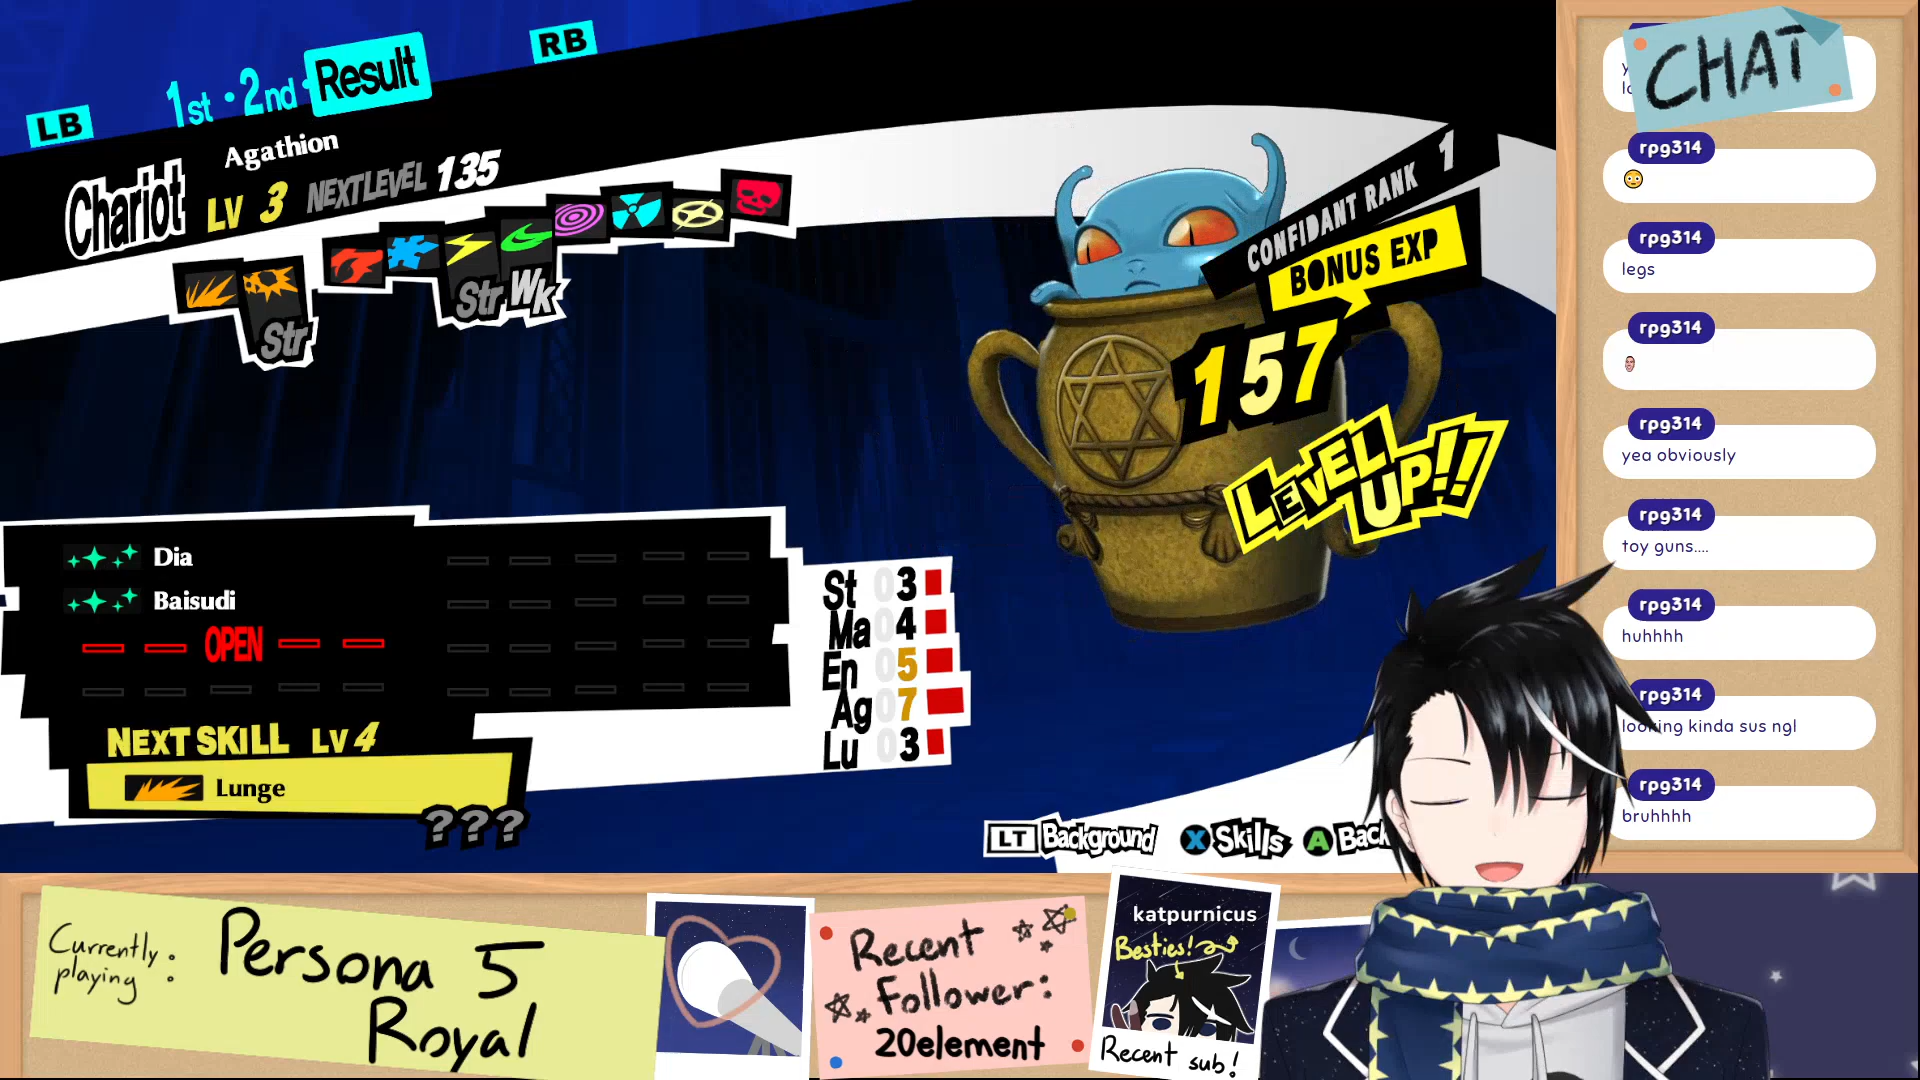 LB
1st · 2nd · Result
RB
Chariot
Agathion
LV 3 NEXT LEVEL 135
Str
Str Wk
CONFIDANT RANK 1
BONUS EXP
157
LEVEL UP!!
Dia
Baisudi
OPEN
NEXT SKILL LV 4
Lunge
???
St 03
Ma 04
En 05
Ag 07
Lu 03
LT Background X Skills A Back
CHAT
rpg314
rpg314
legs
rpg314
rpg314
yea obviously
rpg314
toy guns....
rpg314
huhhhh
rpg314
looking kinda sus ngl
rpg314
bruhhhh
Currently playing:
Persona 5
Royal
Recent
Follower:
20element
katpurnicus
Besties!
Recent sub!